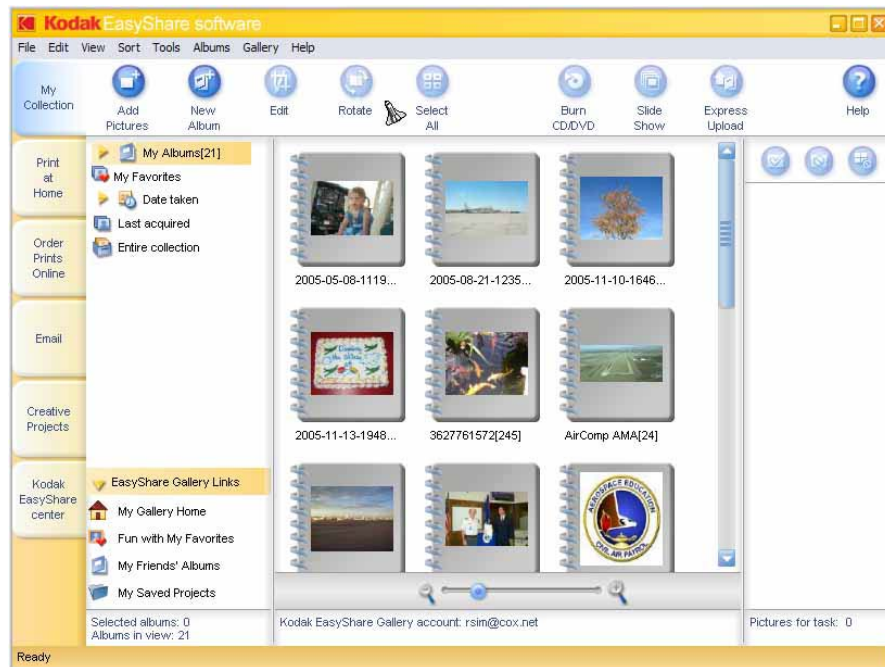 Kodak EasyShare software
File Edit View Sort Tools Albums Gallery Help
My
Collection
Add
Pictures
New
Album
Edit
Rotate
Select
All
Burn
CD/DVD
Slide
Show
Express
Upload
Help
Print
at
Home
Order
Prints
Online
Email
Creative
Projects
Kodak
EasyShare
center
My Albums[21]
My Favorites
Date taken
Last acquired
Entire collection
EasyShare Gallery Links
My Gallery Home
Fun with My Favorites
My Friends' Albums
My Saved Projects
Selected albums: 0
Albums in view: 21
2005-05-08-1119...
2005-08-21-1235...
2005-11-10-1646...
2005-11-13-1948...
3627761572[245]
AirComp AMA[24]
AEROSPACE EDUCATION
CIVIL AIR PATROL
Kodak EasyShare Gallery account: rsim@cox.net
Pictures for task: 0
Ready